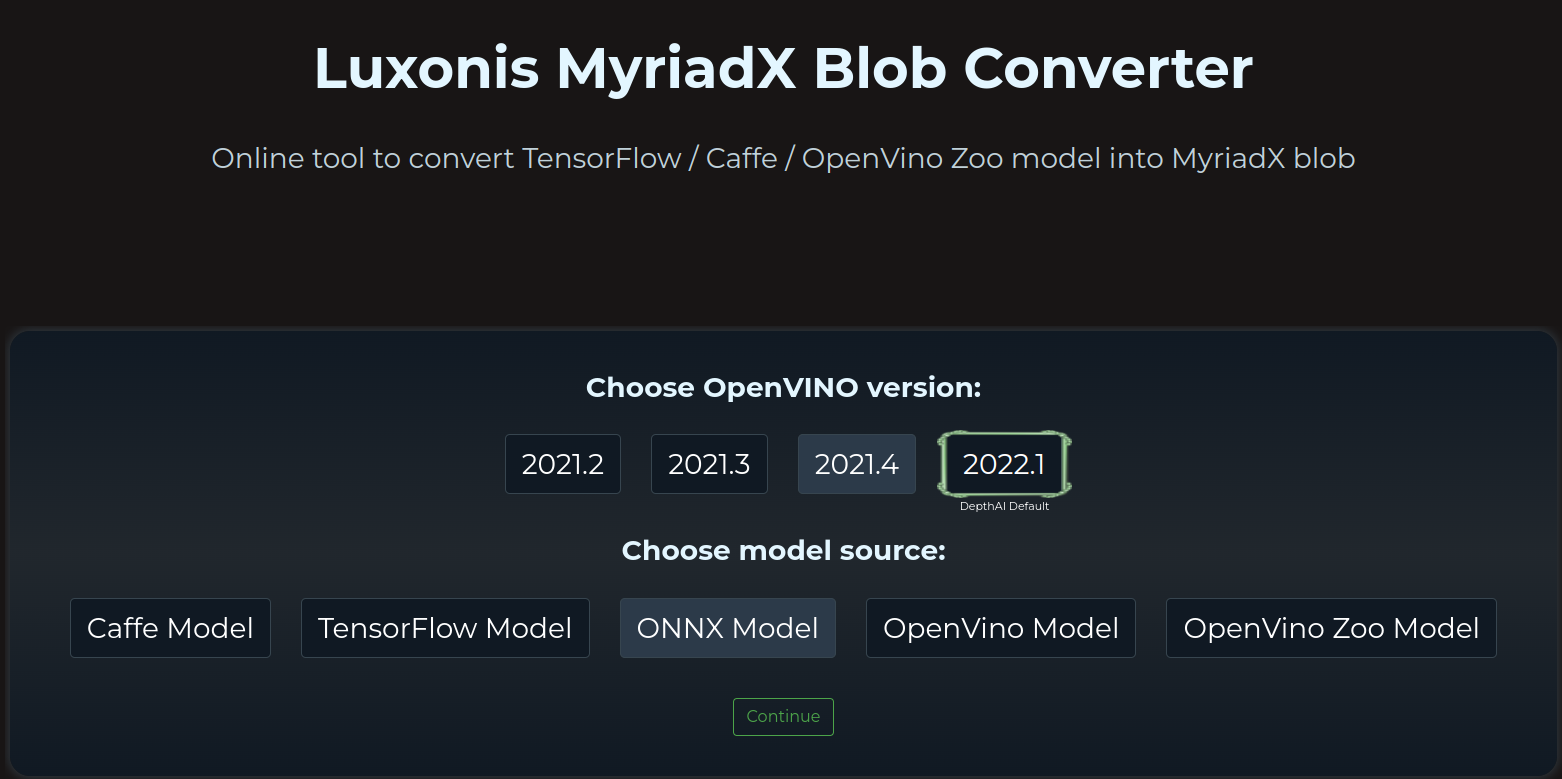 Luxonis MyriadX Blob Converter
Online tool to convert TensorFlow / Caffe / OpenVino Zoo model into MyriadX blob
Choose OpenVINO version:
2021.2 2021.3 2021.4 2022.1
DepthAI Default
Choose model source:
Caffe Model TensorFlow Model ONNX Model OpenVino Model OpenVino Zoo Model
Continue